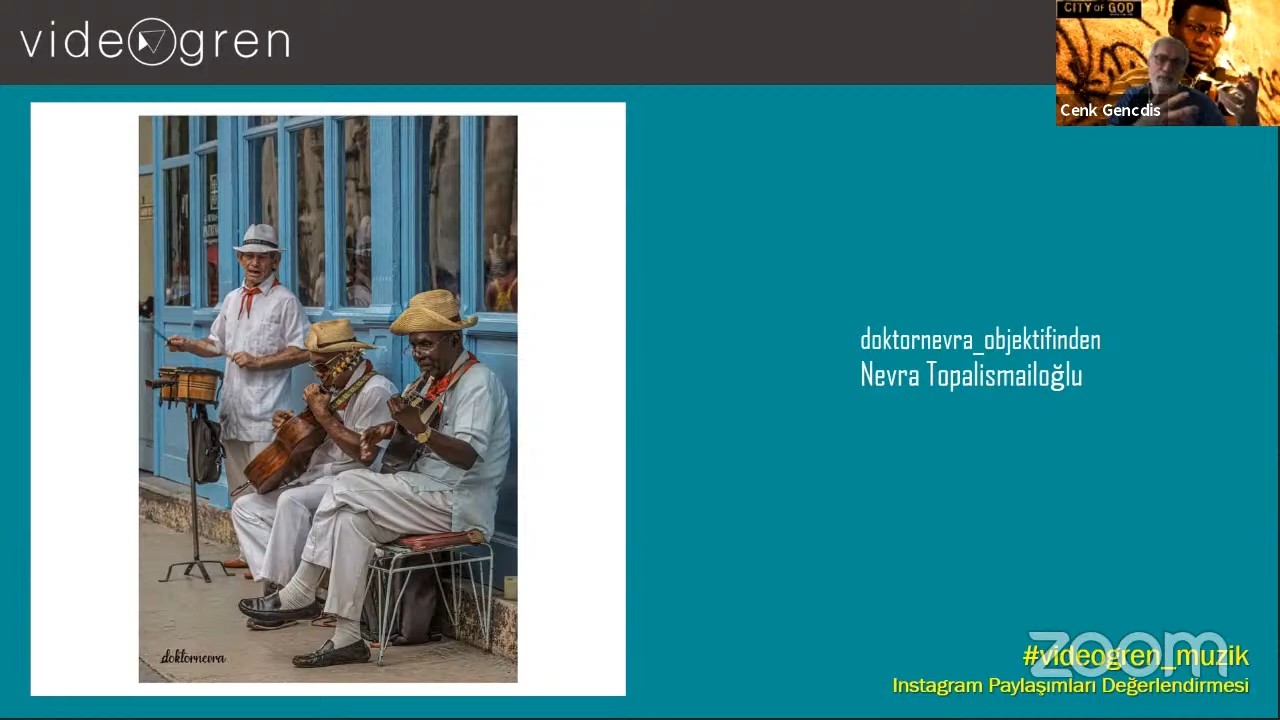 videogren
CITY OF GOD
Cenk Gencdis
doktornevra_objektifinden
Nevra Topalismailoğlu
doktornevra
zoom
#videogren_muzik
Instagram Paylaşımları Değerlendirmesi